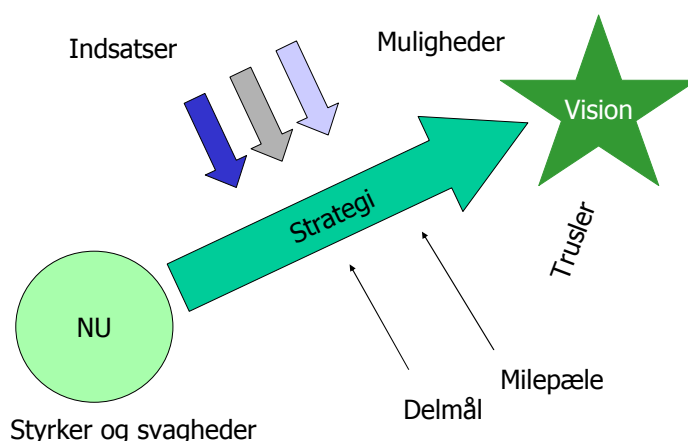 Indsatser
Muligheder
Vision
Strategi
Trusler
NU
Milepæle
Delmål
Styrker og svagheder